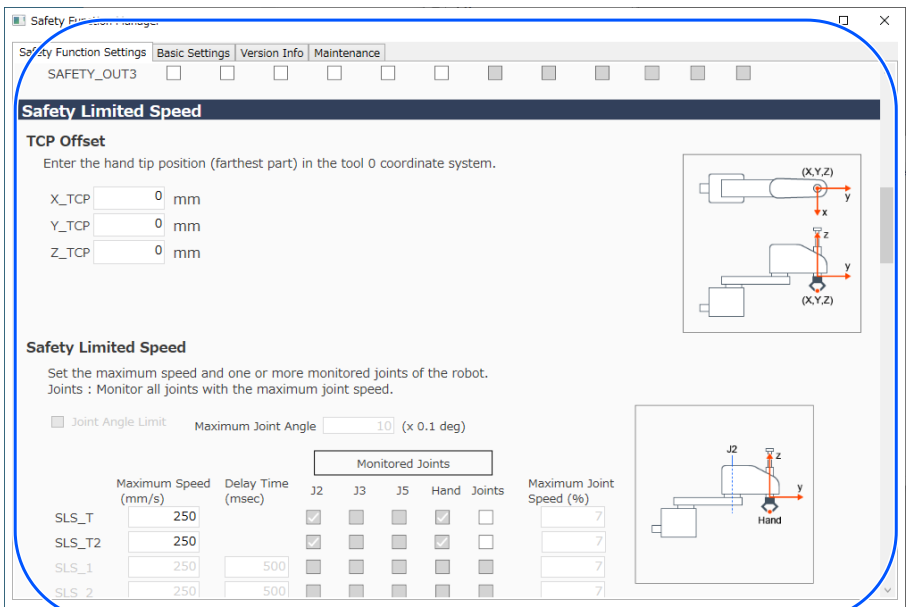 Safety Function Manager
Safety Function Settings Basic Settings Version Info Maintenance
SAFETY_OUT3
Safety Limited Speed
TCP Offset
Enter the hand tip position (farthest part) in the tool 0 coordinate system.
X_TCP 0 mm
Y_TCP 0 mm
Z_TCP 0 mm
(X,Y,Z)
y
x
z
y
(X,Y,Z)
Safety Limited Speed
Set the maximum speed and one or more monitored joints of the robot.
Joints : Monitor all joints with the maximum joint speed.
Joint Angle Limit Maximum Joint Angle 10 (x 0.1 deg)
Monitored Joints
Maximum Speed Delay Time Maximum Joint
(mm/s) (msec) J2 J3 J5 Hand Joints Speed (%)
SLS_T 250 7
SLS_T2 250 7
SLS_1 250 500 7
SLS_2 250 500 7
J2
z
y
Hand